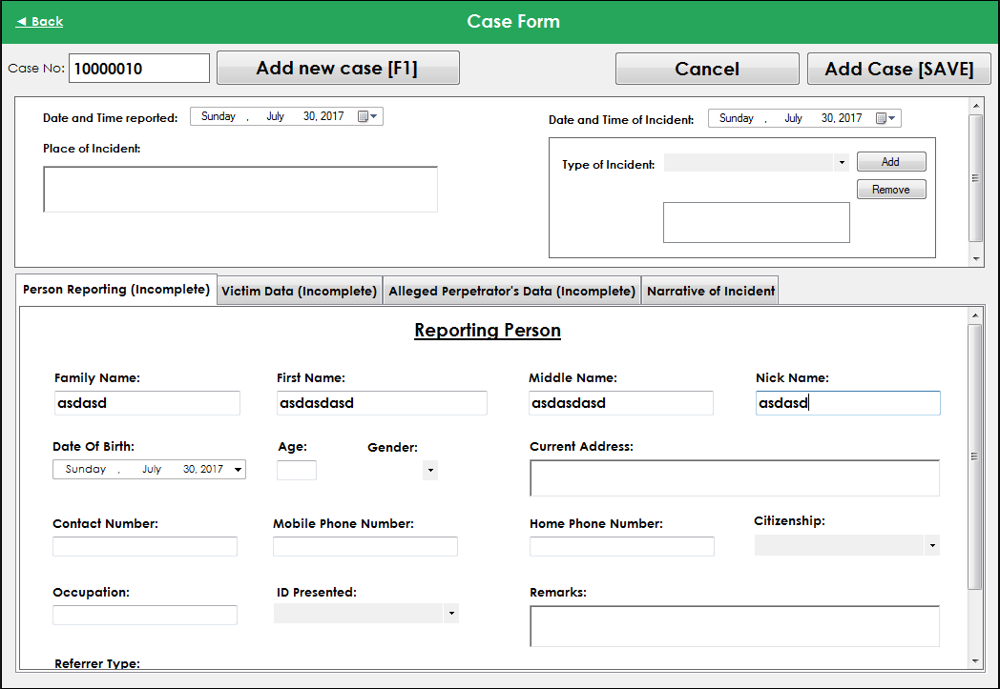 ◄ Back
Case Form
Case No: 10000010
Add new case [F1]
Cancel
Add Case [SAVE]
Date and Time reported: Sunday , July 30, 2017
Date and Time of Incident: Sunday , July 30, 2017
Place of Incident:
Type of Incident:
Add
Remove
Person Reporting (Incomplete)
Victim Data (Incomplete)
Alleged Perpetrator's Data (Incomplete)
Narrative of Incident
Reporting Person
Family Name:
First Name:
Middle Name:
Nick Name:
asdasd
asdasdasd
asdasdasd
asdasd
Date Of Birth:
Age:
Gender:
Current Address:
Sunday , July 30, 2017
Contact Number:
Mobile Phone Number:
Home Phone Number:
Citizenship:
Occupation:
ID Presented:
Remarks:
Referrer Type: